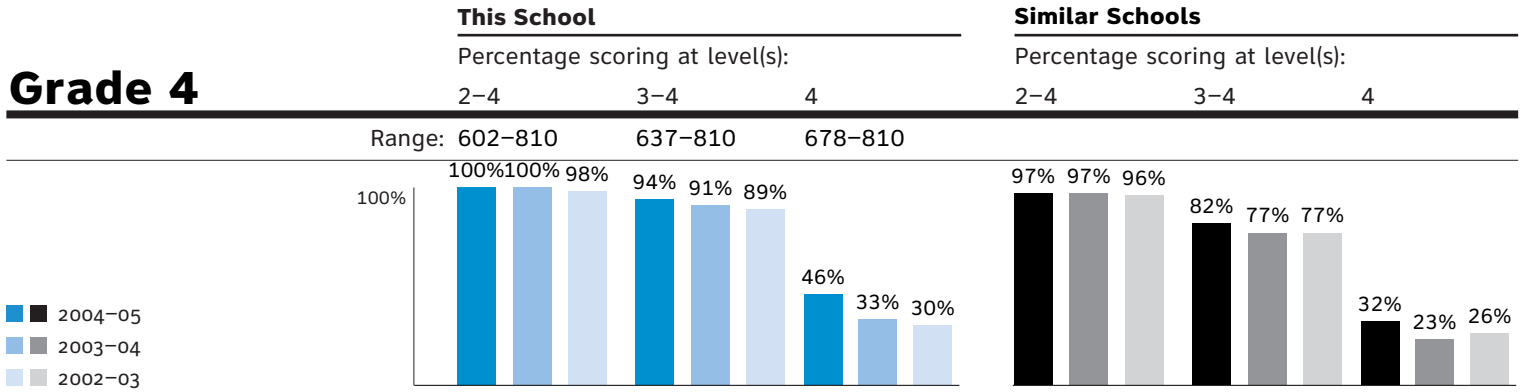 This School Similar Schools
Percentage scoring at level(s): Percentage scoring at level(s):
Grade 4 2–4 3–4 4 2–4 3–4 4
Range: 602–810 637–810 678–810
100% 100% 98% 94% 91% 89% 46% 33% 30% 97% 97% 96% 82% 77% 77% 32% 23% 26%
100%
2004–05
2003–04
2002–03